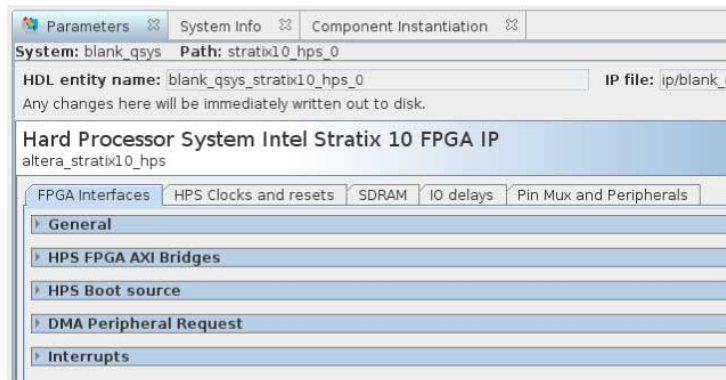 Parameters System Info Component Instantiation
System: blank_qsys Path: stratix10_hps_0
HDL entity name: blank_qsys_stratix10_hps_0 IP file: ip/blank_
Any changes here will be immediately written out to disk.
Hard Processor System Intel Stratix 10 FPGA IP
altera_stratix10_hps
FPGA Interfaces HPS Clocks and resets SDRAM IO delays Pin Mux and Peripherals
General
HPS FPGA AXI Bridges
HPS Boot source
DMA Peripheral Request
Interrupts